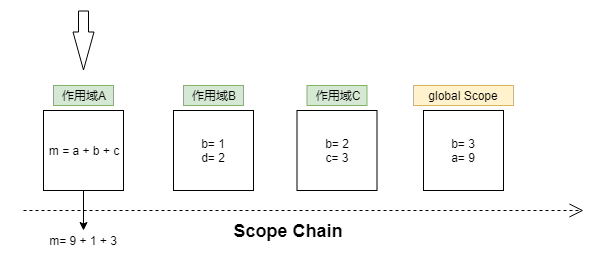 作用域A
作用域B
作用域C
global Scope
m = a + b + c
b= 1
d= 2
b= 2
c= 3
b= 3
a= 9
Scope Chain
m= 9 + 1 + 3